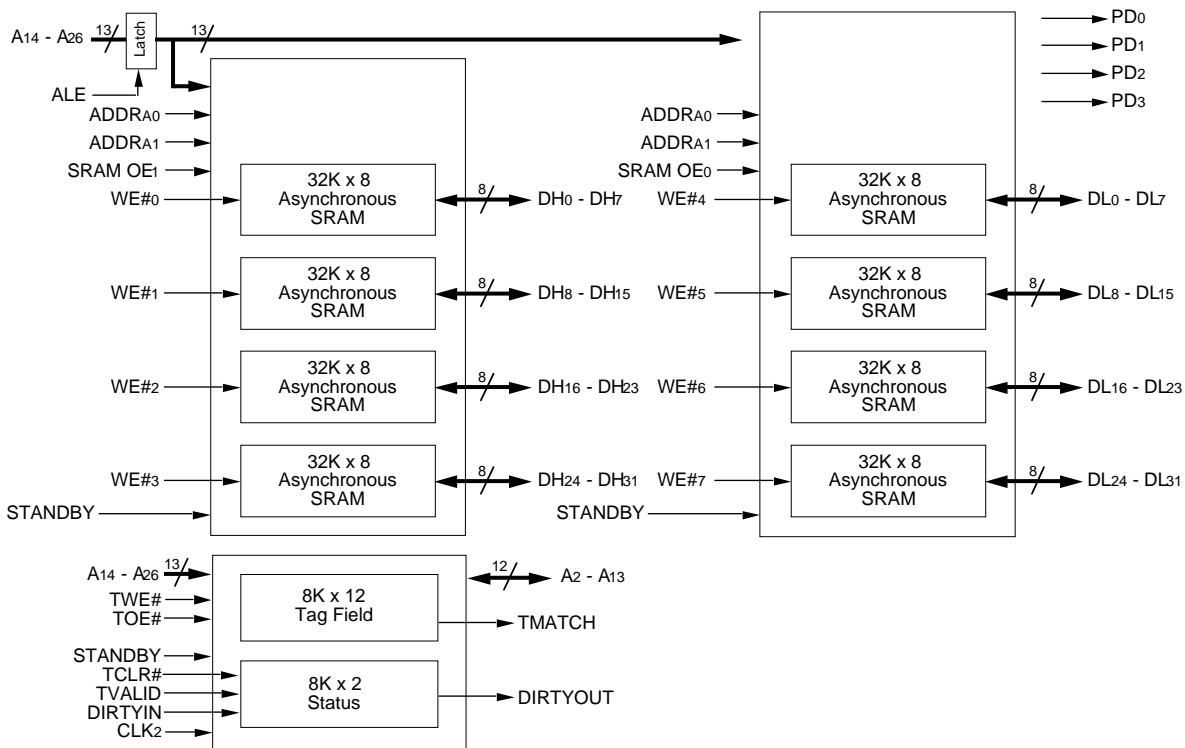 A14 - A26
13
Latch
13
ALE
ADDRA0
ADDRA1
SRAM OE1
WE#0
32K x 8
Asynchronous
SRAM
8
DH0 - DH7
WE#1
32K x 8
Asynchronous
SRAM
8
DH8 - DH15
WE#2
32K x 8
Asynchronous
SRAM
8
DH16 - DH23
WE#3
32K x 8
Asynchronous
SRAM
8
DH24 - DH31
STANDBY
ADDRA0
ADDRA1
SRAM OE0
WE#4
32K x 8
Asynchronous
SRAM
8
DL0 - DL7
WE#5
32K x 8
Asynchronous
SRAM
8
DL8 - DL15
WE#6
32K x 8
Asynchronous
SRAM
8
DL16 - DL23
WE#7
32K x 8
Asynchronous
SRAM
8
DL24 - DL31
STANDBY
PD0
PD1
PD2
PD3
A14 - A26
13
TWE#
TOE#
8K x 12
Tag Field
12
A2 - A13
TMATCH
STANDBY
TCLR#
TVALID
DIRTYIN
CLK2
8K x 2
Status
DIRTYOUT